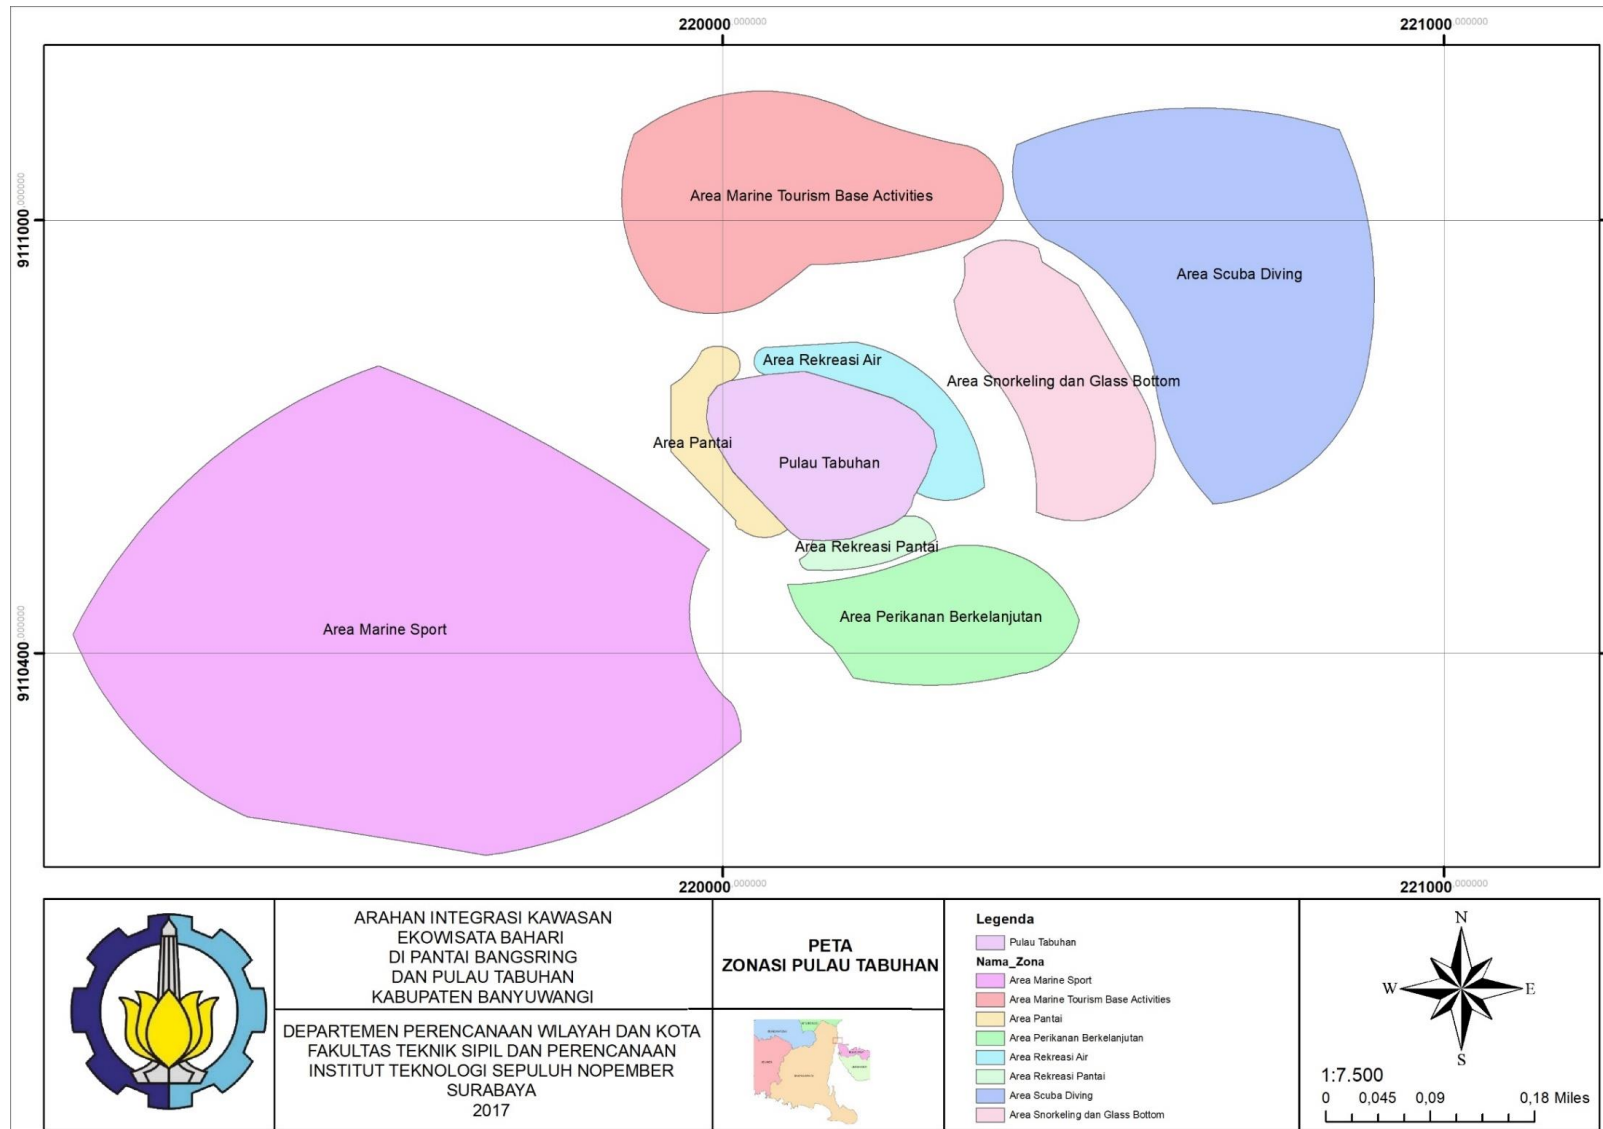 220000.000000
221000.000000
9111000.000000
9110400.000000
Area Marine Tourism Base Activities
Area Scuba Diving
Area Rekreasi Air
Area Snorkeling dan Glass Bottom
Area Pantai
Pulau Tabuhan
Area Rekreasi Pantai
Area Perikanan Berkelanjutan
Area Marine Sport
220000.000000
221000.000000
ARAHAN INTEGRASI KAWASAN
EKOWISATA BAHARI
DI PANTAI BANGSRING
DAN PULAU TABUHAN
KABUPATEN BANYUWANGI
DEPARTEMEN PERENCANAAN WILAYAH DAN KOTA
FAKULTAS TEKNIK SIPIL DAN PERENCANAAN
INSTITUT TEKNOLOGI SEPULUH NOPEMBER
SURABAYA
2017
PETA
ZONASI PULAU TABUHAN
Legenda
Pulau Tabuhan
Nama_Zona
Area Marine Sport
Area Marine Tourism Base Activities
Area Pantai
Area Perikanan Berkelanjutan
Area Rekreasi Air
Area Rekreasi Pantai
Area Scuba Diving
Area Snorkeling dan Glass Bottom
N
W
E
S
1:7.500
0 0,045 0,09 0,18 Miles